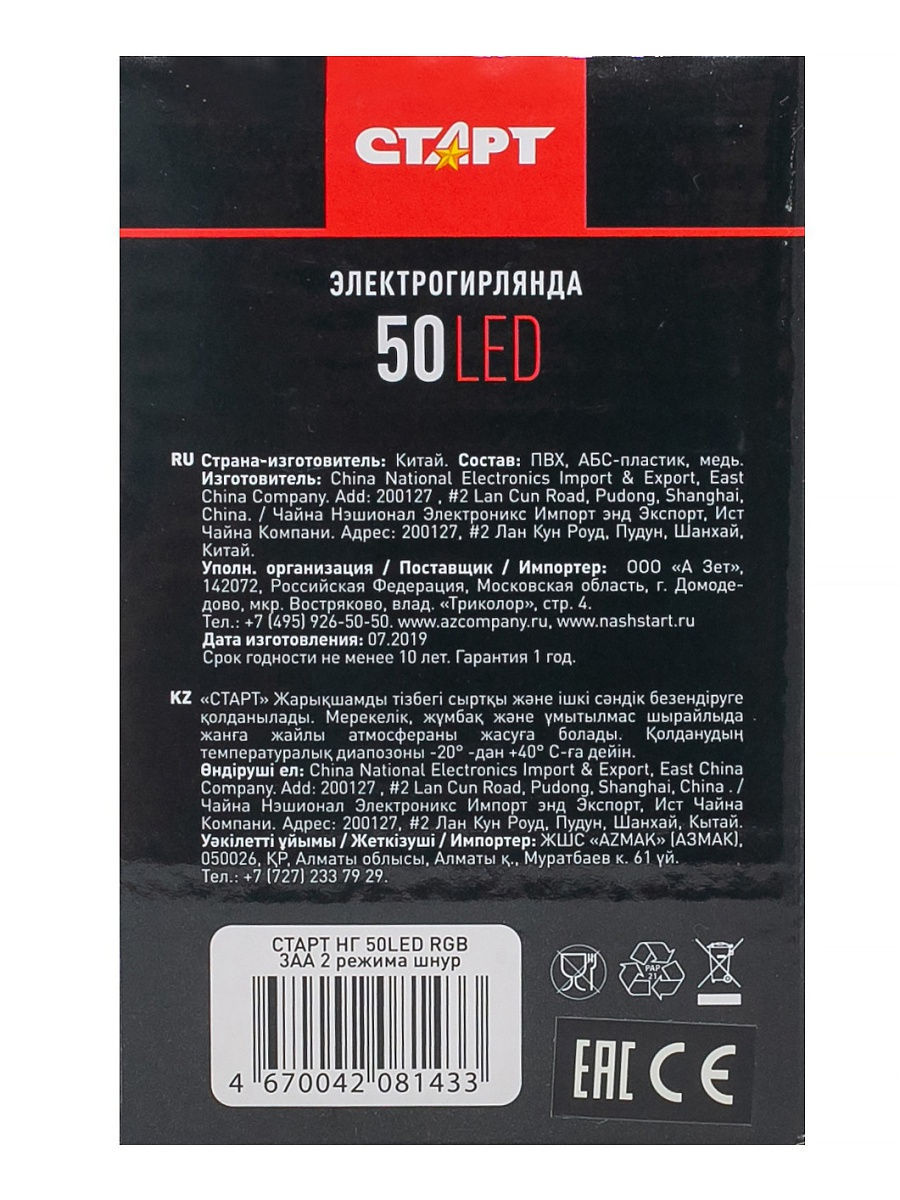 СТАРТ
ЭЛЕКТРОГИРЛЯНДА
50 LED
RU Страна-изготовитель: Китай. Состав: ПВХ, АБС-пластик, медь.
Изготовитель: China National Electronics Import & Export, East
China Company. Add: 200127 , #2 Lan Cun Road, Pudong, Shanghai,
China. / Чайна Нэшионал Электроникс Импорт энд Экспорт, Ист
Чайна Компани. Адрес: 200127, #2 Лан Кун Роуд, Пудун, Шанхай,
Китай.
Уполн. организация / Поставщик / Импортер: ООО «А Зет»,
142072, Российская Федерация, Московская область, г. Домоде-
дово, мкр. Востряково, влад. «Триколор», стр. 4.
Тел.: +7 (495) 926-50-50. www.azcompany.ru, www.nashstart.ru
Дата изготовления: 07.2019
Срок годности не менее 10 лет. Гарантия 1 год.
KZ «СТАРТ» Жарықшамды тізбегі сыртқы және ішкі сәндік безендіруге
қолданылады. Мерекелік, жұмбақ және ұмытылмас шырайлыда
жанға жайлы атмосфераны жасуға болады. Қолданудың
температуралық диапозоны -20° -дан +40° С-ға дейін.
Өндіруші ел: China National Electronics Import & Export, East China
Company. Add: 200127 , #2 Lan Cun Road, Pudong, Shanghai, China . /
Чайна Нэшионал Электроникс Импорт энд Экспорт, Ист Чайна
Компани. Адрес: 200127, #2 Лан Кун Роуд, Пудун, Шанхай, Кытай.
Уәкілетті ұйымы / Жеткізуші / Импортер: ЖШС «AZMAK» (АЗМАК),
050026, ҚР, Алматы облысы, Алматы қ., Муратбаев к. 61 үй.
Тел.: +7 (727) 233 79 29.
СТАРТ НГ 50LED RGB
3АА 2 режима шнур
4 670042 081433
PAP
21
EAC CE